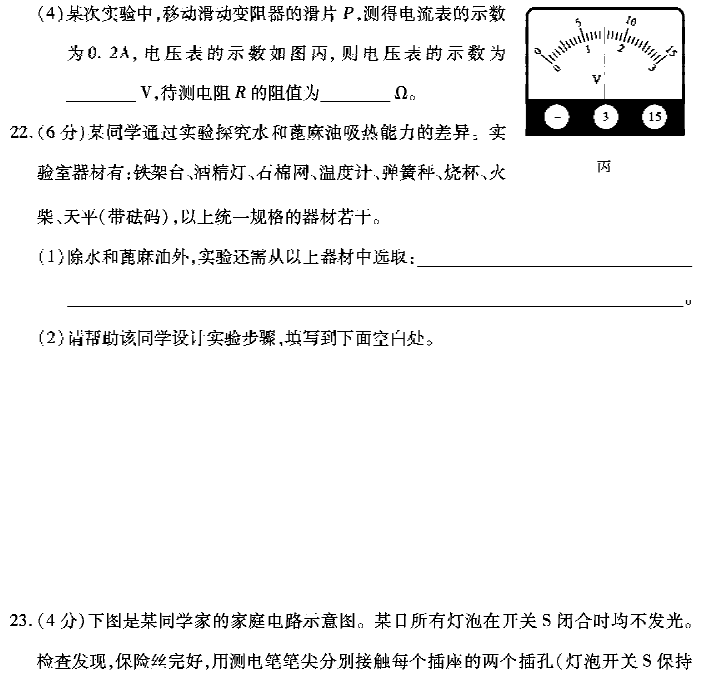 (4)某次实验中,移动滑动变阻器的滑片 P,测得电流表的示数
为0. 2A, 电压表的示数如图丙, 则电压表的示数为
________ V,待测电阻 R 的阻值为________ Ω。
0 5 10 15
0 1 2 3
V
- 3 15
丙
22. (6 分)某同学通过实验探究水和蓖麻油吸热能力的差异。实
验室器材有:铁架台、酒精灯、石棉网、温度计、弹簧秤、烧杯、火
柴、天平(带砝码),以上统一规格的器材若干。
(1)除水和蓖麻油外,实验还需从以上器材中选取:________
________。
(2)请帮助该同学设计实验步骤,填写到下面空白处。
23. (4 分)下图是某同学家的家庭电路示意图。某日所有灯泡在开关 S 闭合时均不发光。
检查发现,保险丝完好,用测电笔笔尖分别接触每个插座的两个插孔(灯泡开关 S 保持